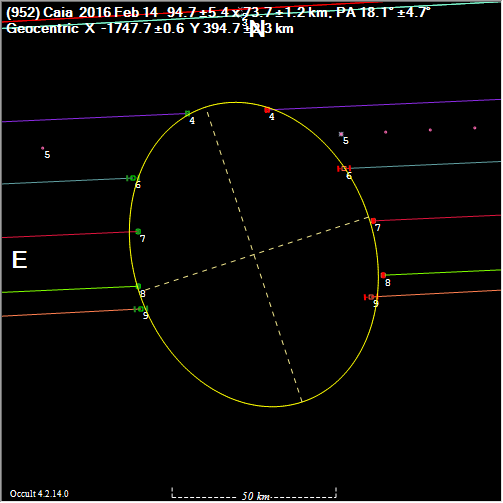 (952) Caia 2016 Feb 14 94.7 ±5.4 x 73.7 ±1.2 km, PA 18.1° ±4.7°
Geocentric X -1747.7 ±0.6 Y 394.7 ±2.3 km
N
4
4
5
5
6
6
7
7
E
8
8
9
9
50 km
Occult 4.2.14.0